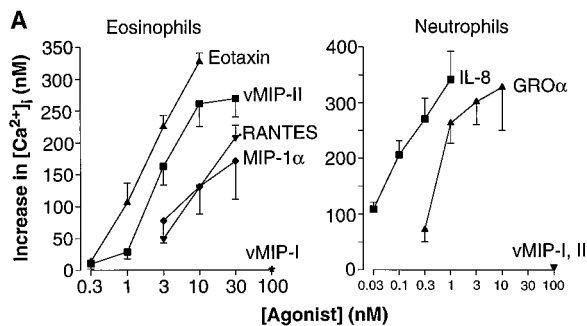 A
Eosinophils
Neutrophils
Increase in [Ca²⁺]ᵢ (nM)
350
300
250
200
150
100
50
0
Eotaxin
vMIP-II
RANTES
MIP-1α
vMIP-I
0.3 1 3 10 30 100
400
300
200
100
0
IL-8
GROα
vMIP-I, II
0.03 0.1 0.3 1 3 10 30 100
[Agonist] (nM)